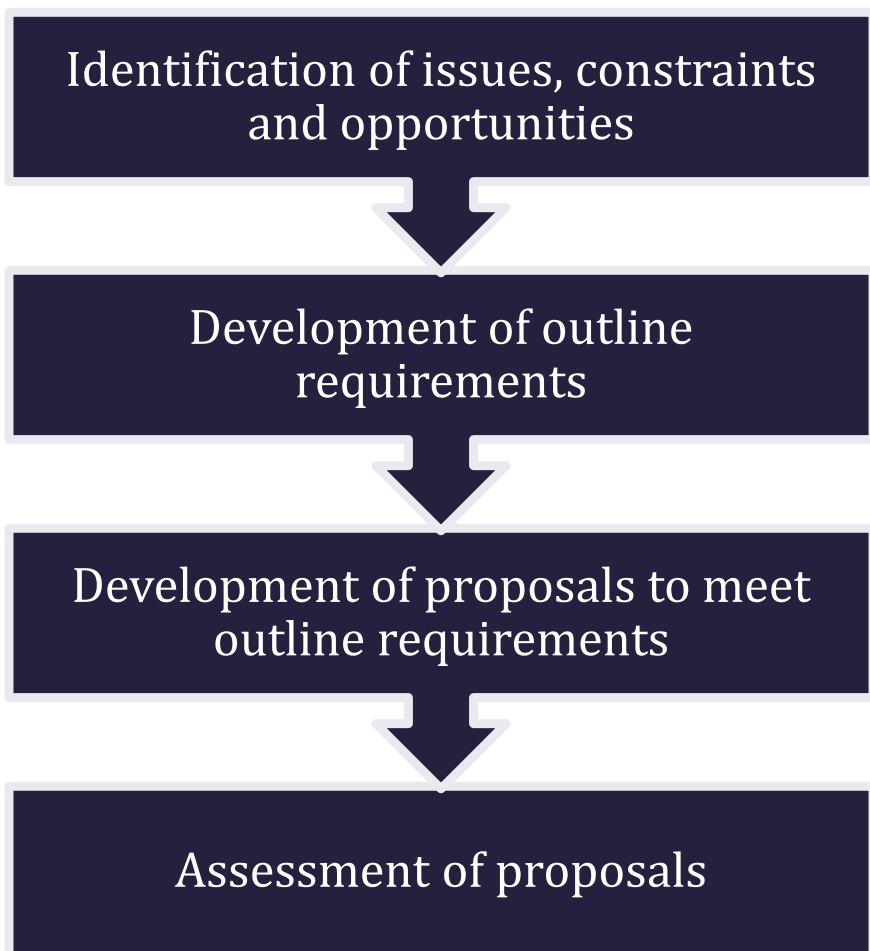 Identification of issues, constraints
and opportunities
Development of outline
requirements
Development of proposals to meet
outline requirements
Assessment of proposals